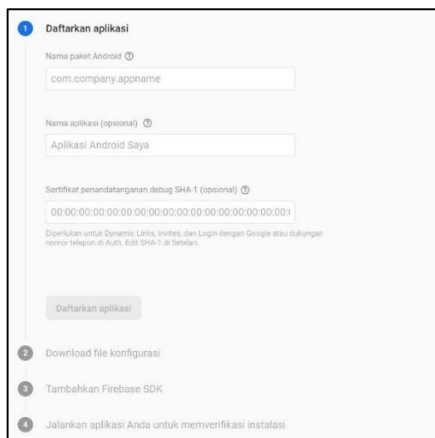 1 Daftarkan aplikasi
Nama paket Android ?
com.company.appname
Nama aplikasi (opsional) ?
Aplikasi Android Saya
Sertifikat penandatanganan debug SHA-1 (opsional) ?
00:00:00:00:00:00:00:00:00:00:00:00:00:00:00:00:00:
Diperlukan untuk Dynamic Links, Invites, dan Login dengan Google atau dukungan
nomor telepon di Auth. Edit SHA-1 di Setelan.
Daftarkan aplikasi
2 Download file konfigurasi
3 Tambahkan Firebase SDK
4 Jalankan aplikasi Anda untuk memverifikasi instalasi